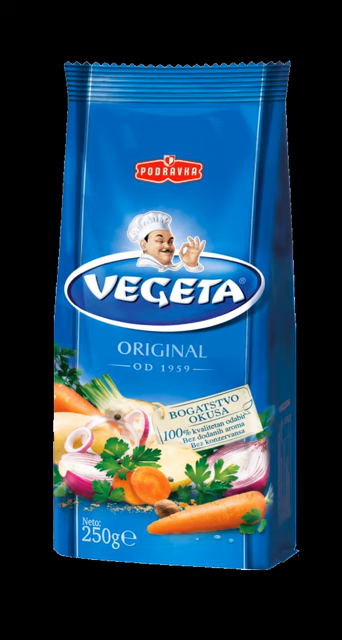 PODRAVKA
VEGETA®
ORIGINAL
OD 1959
BOGATSTVO
OKUSA
100% kvalitetan odabir
Bez dodanih aroma
Bez konzervansa
Neto:
250g℮